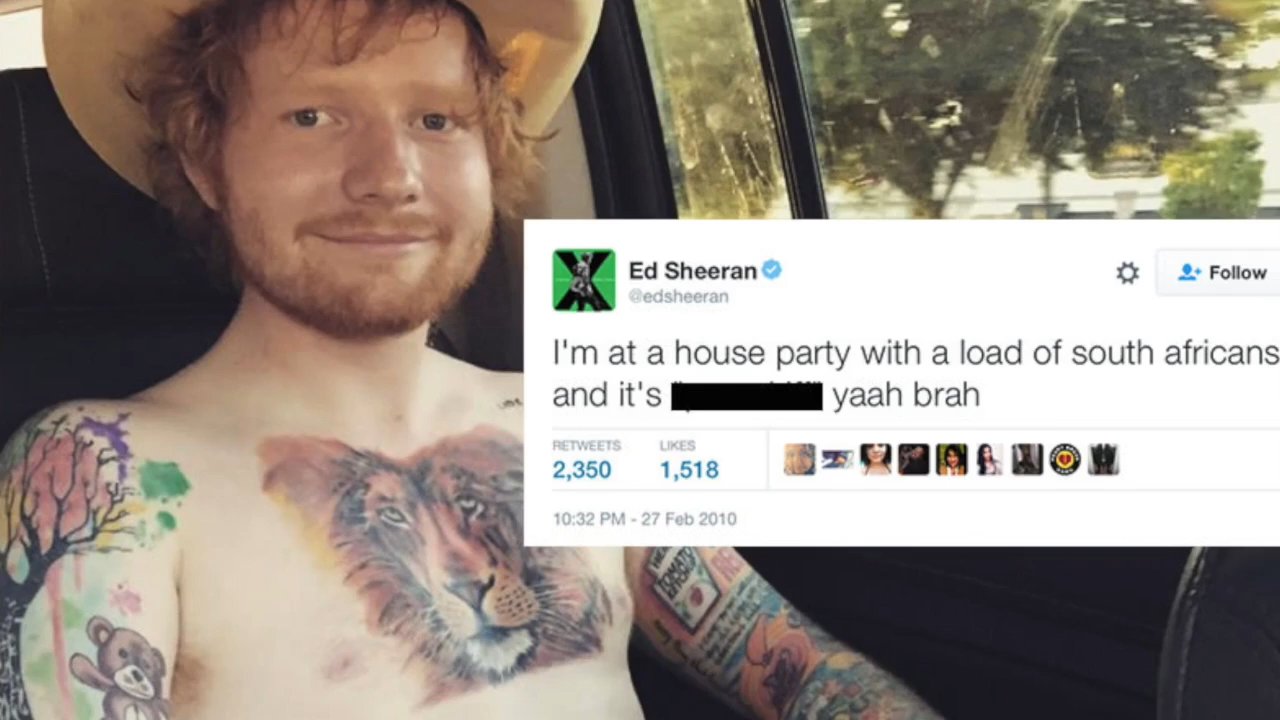 Ed Sheeran
@edsheeran
Follow
I'm at a house party with a load of south africans
and it's yaah brah
RETWEETS LIKES
2,350 1,518
10:32 PM - 27 Feb 2010
TOMATO